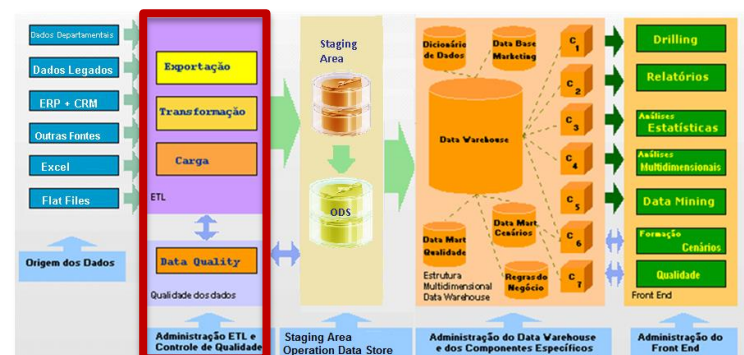 Dados Departamentais
Dados Legados
ERP + CRM
Outras Fontes
Excel
Flat Files
Origem dos Dados
Exportação
Transformação
Carga
ETL
Data Quality
Qualidade dos dados
Administração ETL e
Controle de Qualidade
Staging
Area
ODS
Staging Area
Operation Data Store
Dicionário
de Dados
Data Base
Marketing
Data Warehouse
Data Mart
Qualidade
Data Mart
Cenários
Regras do
Negócio
Estrutura
Multidimensional
Data Warehouse
C1
C2
C3
C4
C5
C6
C7
Administração do Data Warehouse
e dos Componentes Específicos
Drilling
Relatórios
Análises
Estatísticas
Análises
Multidimensionais
Data Mining
Formação
Cenários
Qualidade
Front End
Administração do
Front End